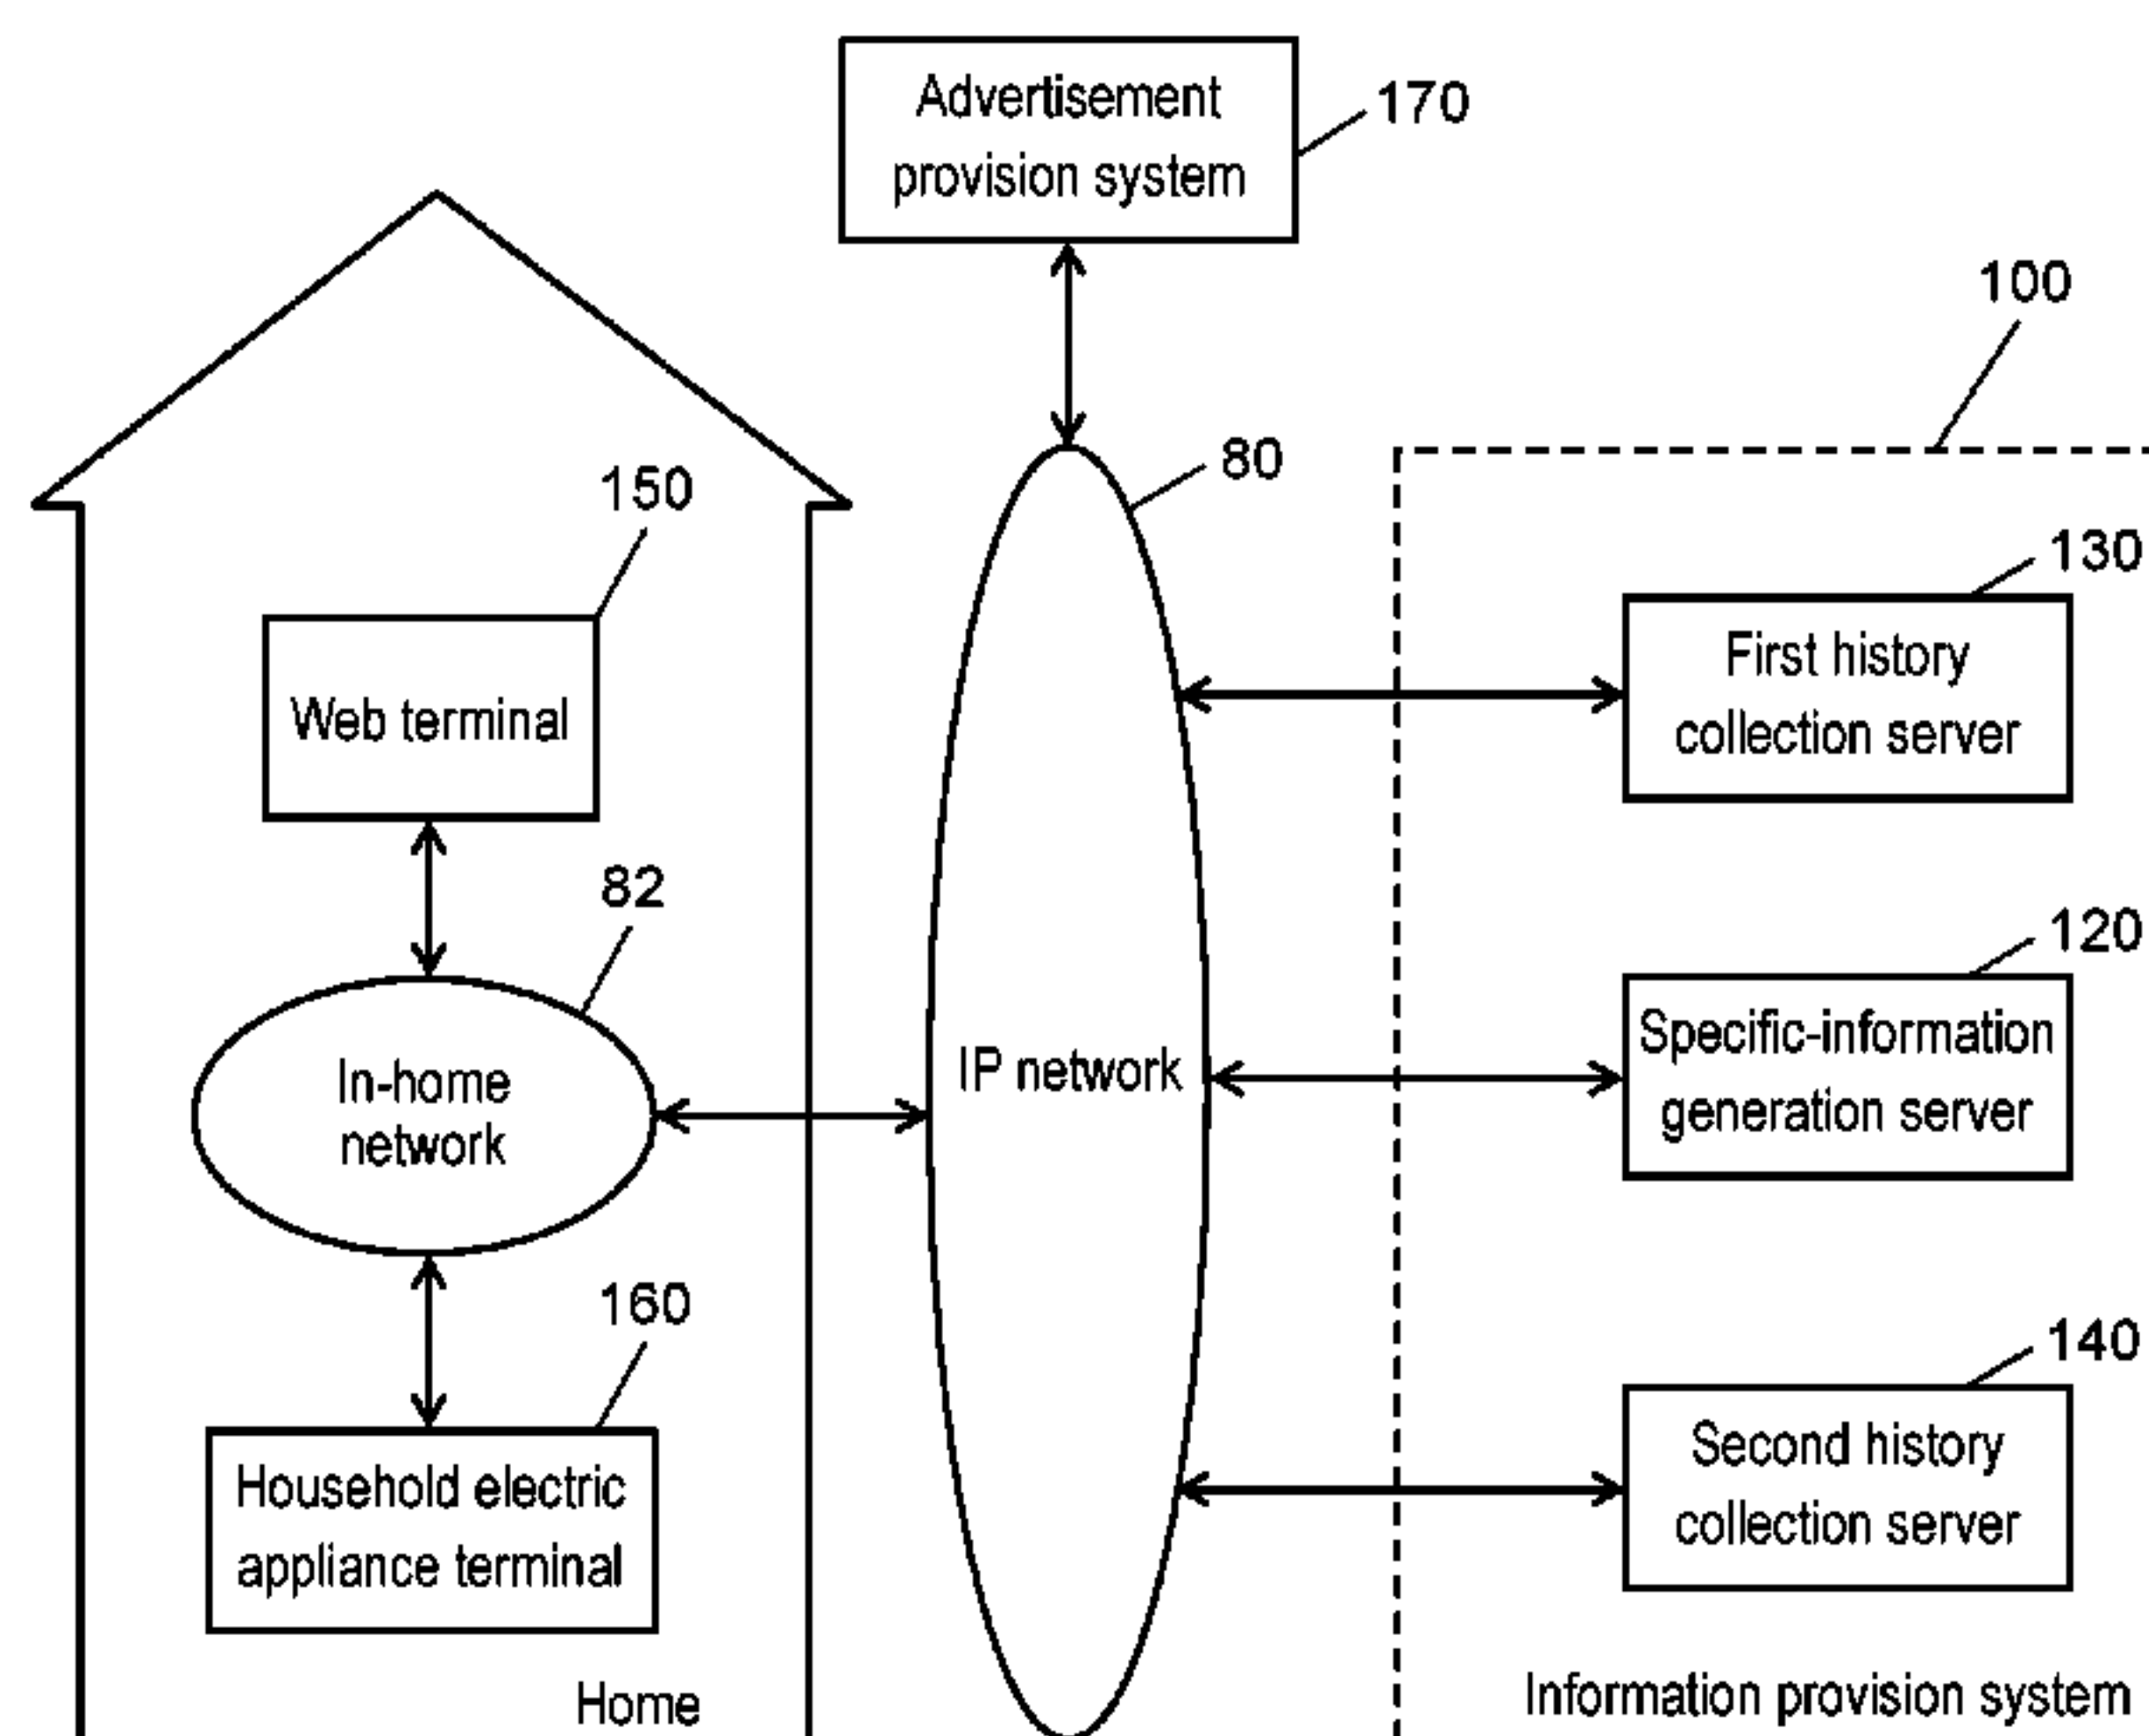 Advertisement
provision system
170
100
80
150
130
Web terminal
First history
collection server
82
120
In-home
network
IP network
Specific-information
generation server
160
140
Household electric
appliance terminal
Second history
collection server
Home
Information provision system